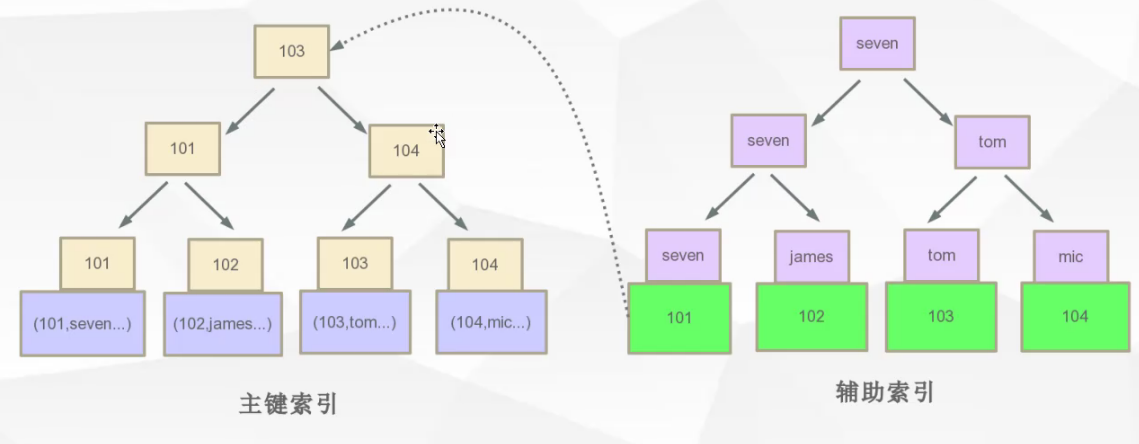 103
seven
101
104
seven
tom
101
102
103
104
seven
james
tom
mic
(101,seven...)
(102,james...)
(103,tom...)
(104,mic...)
101
102
103
104
主键索引
辅助索引